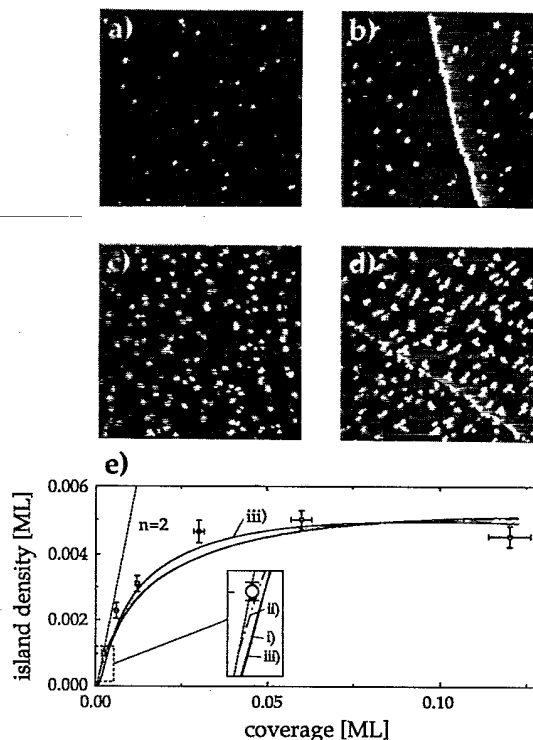 a)
b)
c)
d)
e)
island density [ML]
0.006
0.004
0.002
0.000
n=2
iii)
ii)
i)
iii)
0.00
0.05
0.10
coverage [ML]